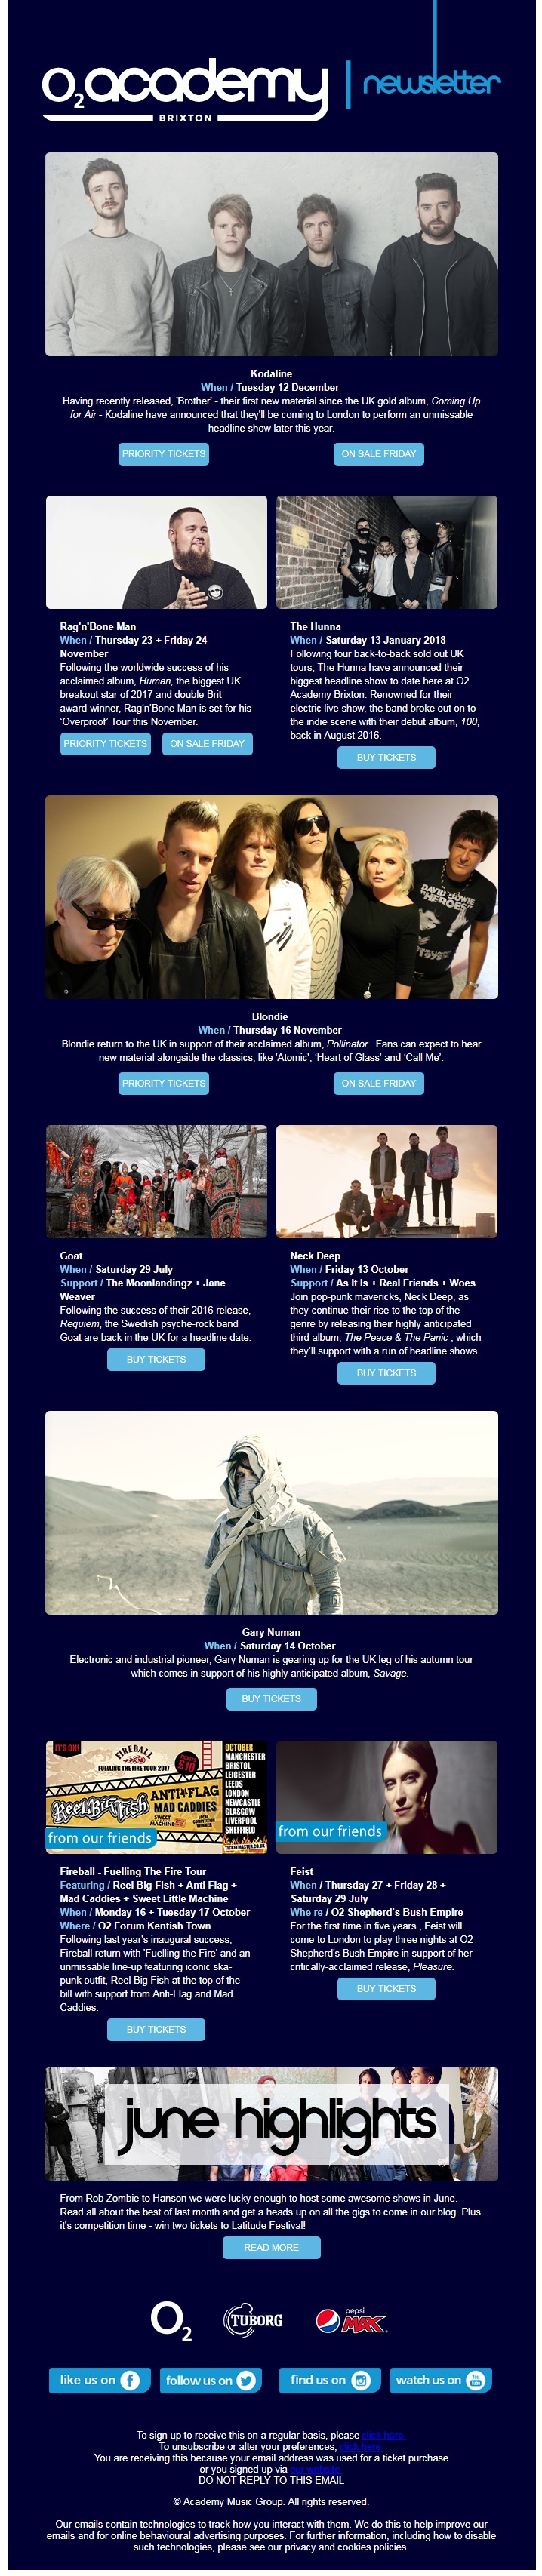 O2 academy
BRIXTON
newsletter
Kodaline
When / Tuesday 12 December
Having recently released, 'Brother' - their first new material since the UK gold album, Coming Up
for Air - Kodaline have announced that they'll be coming to London to perform an unmissable
headline show later this year.
PRIORITY TICKETS
ON SALE FRIDAY
Rag'n'Bone Man
When / Thursday 23 + Friday 24
November
Following the worldwide success of his
acclaimed album, Human, the biggest UK
breakout star of 2017 and double Brit
award-winner, Rag'n'Bone Man is set for his
'Overproof' Tour this November.
PRIORITY TICKETS
ON SALE FRIDAY
The Hunna
When / Saturday 13 January 2018
Following four back-to-back sold out UK
tours, The Hunna have announced their
biggest headline show to date here at O2
Academy Brixton. Renowned for their
electric live show, the band broke out on to
the indie scene with their debut album, 100,
back in August 2016.
BUY TICKETS
DAVID BOWIE
"HEROES"
Blondie
When / Thursday 16 November
Blondie return to the UK in support of their acclaimed album, Pollinator . Fans can expect to hear
new material alongside the classics, like 'Atomic', 'Heart of Glass' and 'Call Me'.
PRIORITY TICKETS
ON SALE FRIDAY
Goat
When / Saturday 29 July
Support / The Moonlandingz + Jane
Weaver
Following the success of their 2016 release,
Requiem, the Swedish psyche-rock band
Goat are back in the UK for a headline date.
BUY TICKETS
Neck Deep
When / Friday 13 October
Support / As It Is + Real Friends + Woes
Join pop-punk mavericks, Neck Deep, as
they continue their rise to the top of the
genre by releasing their highly anticipated
third album, The Peace & The Panic , which
they'll support with a run of headline shows.
BUY TICKETS
Gary Numan
When / Saturday 14 October
Electronic and industrial pioneer, Gary Numan is gearing up for the UK leg of his autumn tour
which comes in support of his highly anticipated album, Savage.
BUY TICKETS
IT'S ON!
FIREBALL
FUELLING THE FIRE TOUR 2017
£10
REEL BIG FISH
ANTI-FLAG
MAD CADDIES
SWEET LITTLE MACHINE
OCTOBER
MANCHESTER
BRISTOL
LEICESTER
LEEDS
LONDON
NEWCASTLE
GLASGOW
LIVERPOOL
SHEFFIELD
TICKETMASTER.CO.UK
from our friends
from our friends
Fireball - Fuelling The Fire Tour
Featuring / Reel Big Fish + Anti Flag +
Mad Caddies + Sweet Little Machine
When / Monday 16 + Tuesday 17 October
Where / O2 Forum Kentish Town
Following last year's inaugural success,
Fireball return with 'Fuelling the Fire' and an
unmissable line-up featuring iconic ska-
punk outfit, Reel Big Fish at the top of the
bill with support from Anti-Flag and Mad
Caddies.
BUY TICKETS
Feist
When / Thursday 27 + Friday 28 +
Saturday 29 July
Whe re / O2 Shepherd's Bush Empire
For the first time in five years , Feist will
come to London to play three nights at O2
Shepherd's Bush Empire in support of her
critically-acclaimed release, Pleasure.
BUY TICKETS
june highlights
From Rob Zombie to Hanson we were lucky enough to host some awesome shows in June.
Read all about the best of last month and get a heads up on all the gigs to come in our blog. Plus
it's competition time - win two tickets to Latitude Festival!
READ MORE
O2
TUBORG
pepsi MAX
like us on
follow us on
find us on
watch us on You Tube
To sign up to receive this on a regular basis, please click here.
To unsubscribe or alter your preferences, click here
You are receiving this because your email address was used for a ticket purchase
or you signed up via our website
DO NOT REPLY TO THIS EMAIL
© Academy Music Group. All rights reserved.
Our emails contain technologies to track how you interact with them. We do this to help improve our
emails and for online behavioural advertising purposes. For further information, including how to disable
such technologies, please see our privacy and cookies policies.